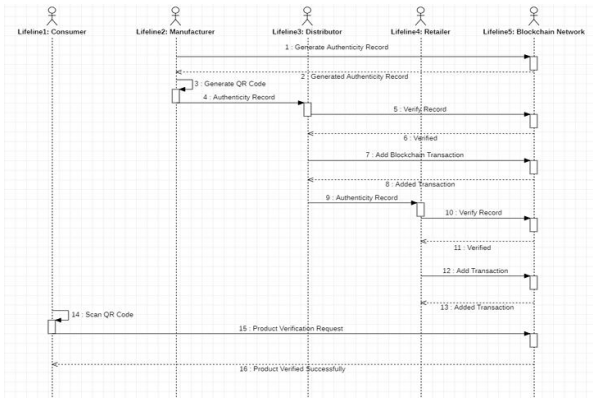 Lifeline1: Consumer
Lifeline2: Manufacturer
Lifeline3: Distributor
Lifeline4: Retailer
Lifeline5: Blockchain Network
1 : Generate Authenticity Record
2 : Generated Authenticity Record
3 : Generate QR Code
4 : Authenticity Record
5 : Verify Record
6 : Verified
7 : Add Blockchain Transaction
8 : Added Transaction
9 : Authenticity Record
10 : Verify Record
11 : Verified
12 : Add Transaction
13 : Added Transaction
14 : Scan QR Code
15 : Product Verification Request
16 : Product Verified Successfully